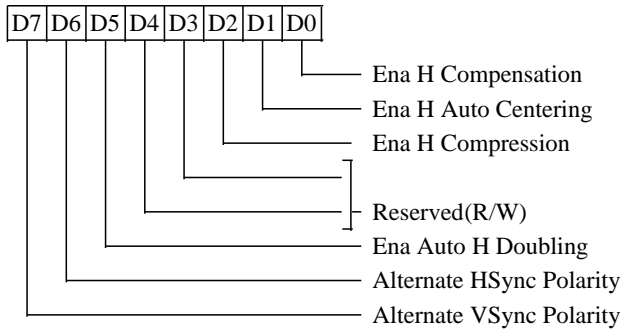 D7 D6 D5 D4 D3 D2 D1 D0
Ena H Compensation
Ena H Auto Centering
Ena H Compression
Reserved(R/W)
Ena Auto H Doubling
Alternate HSync Polarity
Alternate VSync Polarity